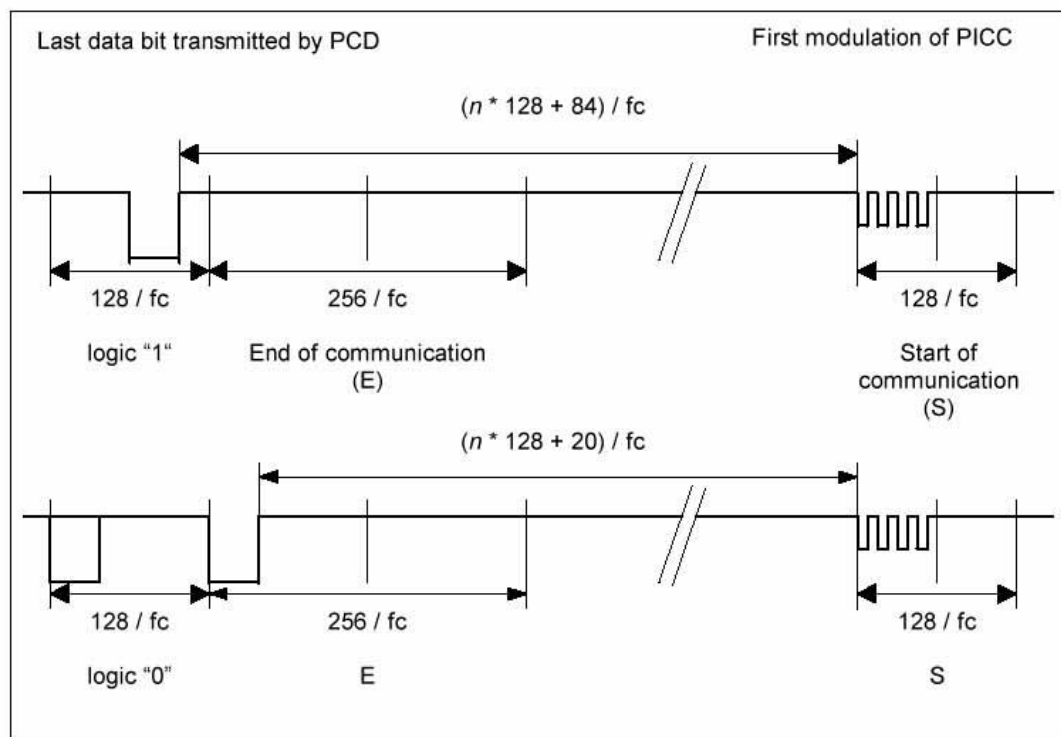 Last data bit transmitted by PCD
First modulation of PICC
(n * 128 + 84) / fc
128 / fc
256 / fc
128 / fc
logic “1“
End of communication
(E)
Start of
communication
(S)
(n * 128 + 20) / fc
128 / fc
256 / fc
128 / fc
logic “0”
E
S